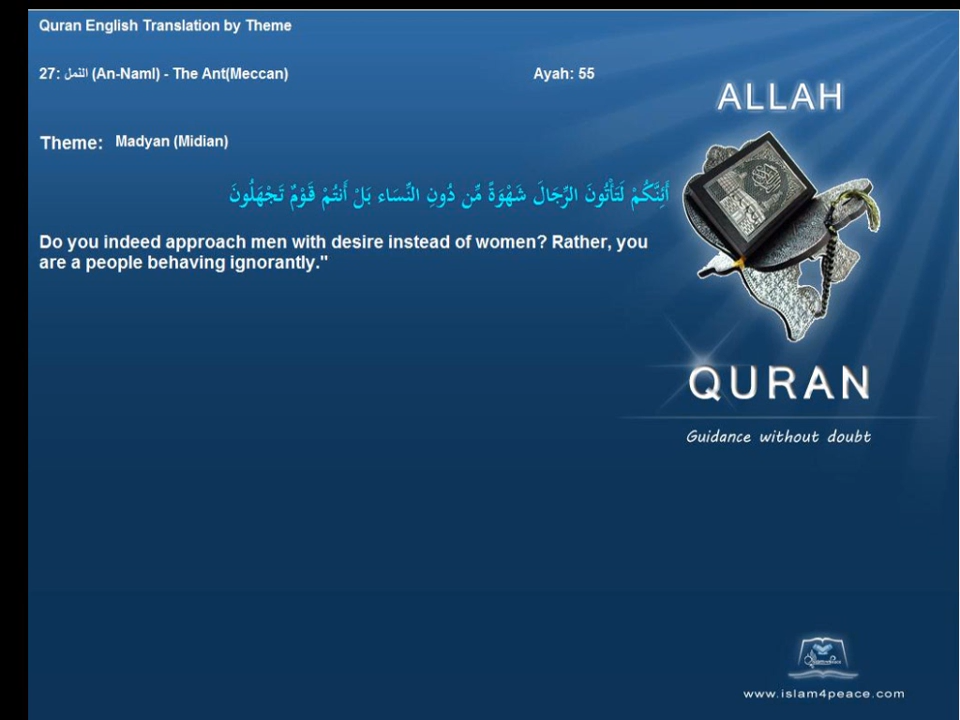 Quran English Translation by Theme
27: النمل (An-Naml) - The Ant(Meccan) Ayah: 55
ALLAH
Theme: Madyan (Midian)
أَئِنَّكُمْ لَتَأْتُونَ الرِّجَالَ شَهْوَةً مِّن دُونِ النِّسَاء بَلْ أَنتُمْ قَوْمٌ تَجْهَلُونَ
Do you indeed approach men with desire instead of women? Rather, you
are a people behaving ignorantly."
QURAN
Guidance without doubt
www.islam4peace.com